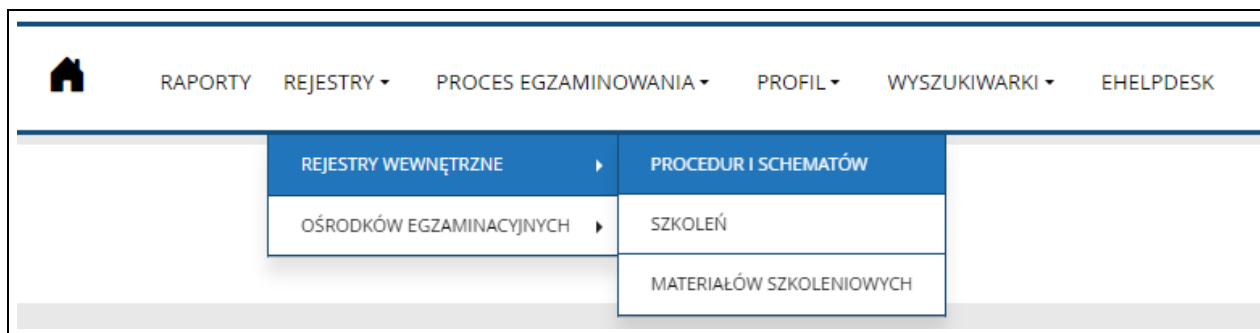 RAPORTY REJESTRY PROCES EGZAMINOWANIA PROFIL WYSZUKIWARKI EHELPDESK
REJESTRY WEWNĘTRZNE PROCEDUR I SCHEMATÓW
OŚRODKÓW EGZAMINACYJNYCH SZKOLEŃ
MATERIAŁÓW SZKOLENIOWYCH